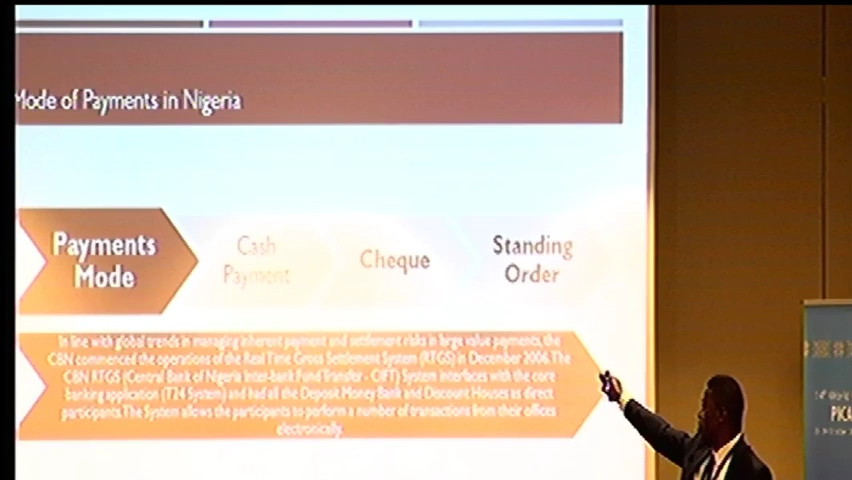 Mode of Payments in Nigeria
Payments
Mode
Cash
Payment
Cheque
Standing
Order
In line with global trends in managing inherent payment and settlement risks in large value payments, the
CBN commenced the operations of the Real Time Gross Settlement System (RTGS) in December 2006. The
CBN RTGS (Central Bank of Nigeria Inter-bank Fund Transfer - CIFT) System interfaces with the core
banking application (T24 System) and had all the Deposit Money Bank and Discount Houses as direct
participants. The System allows the participants to perform a number of transactions from their offices
electronically.
14th World